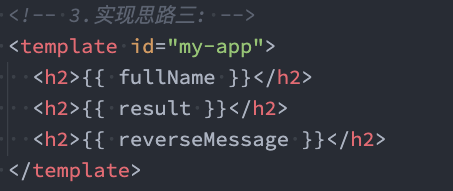 <!-- 3.实现思路三: -->
<template id="my-app">
  <h2>{{ fullName }}</h2>
  <h2>{{ result }}</h2>
  <h2>{{ reverseMessage }}</h2>
</template>